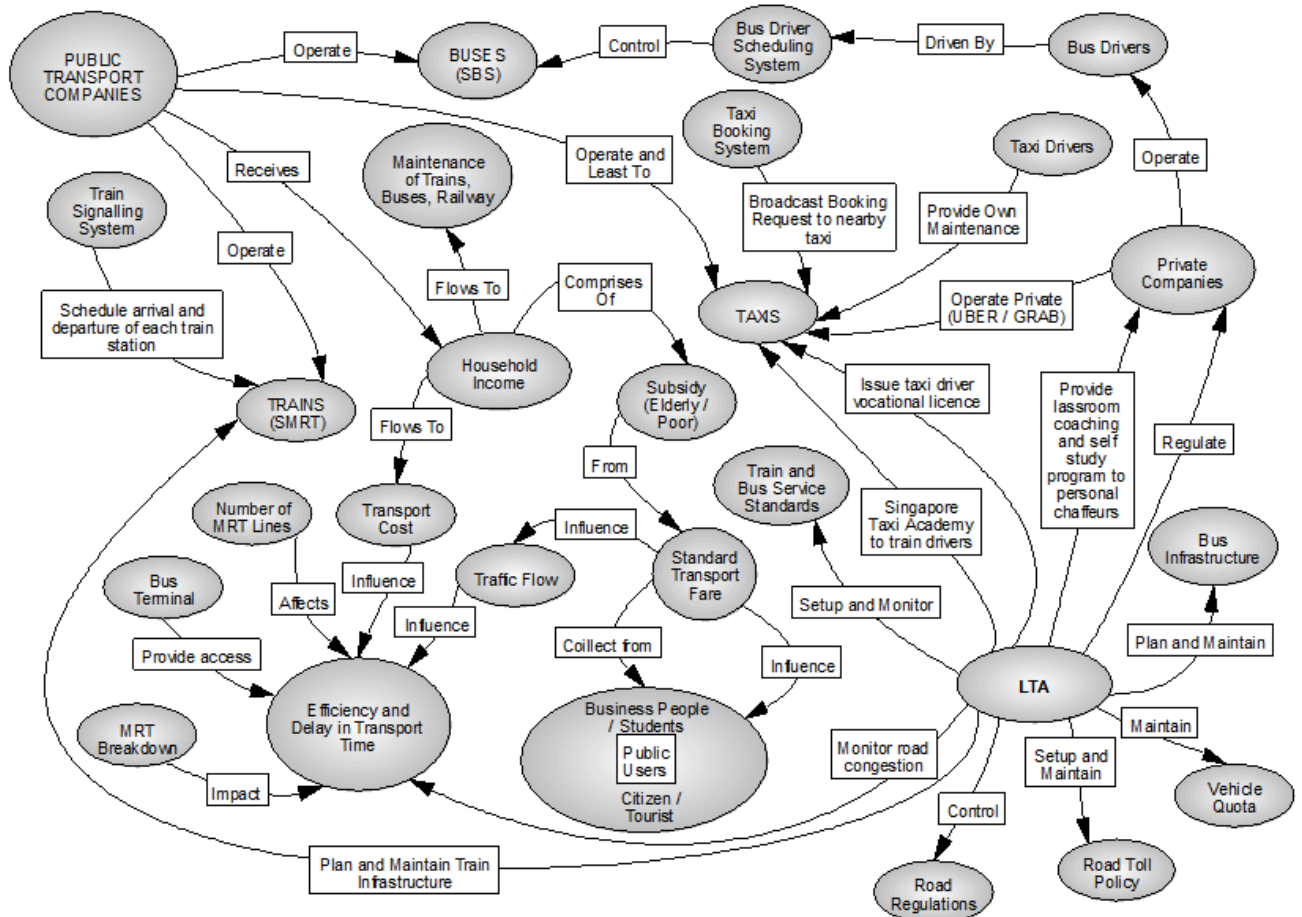 PUBLIC
TRANSPORT
COMPANIES
Operate
BUSES
(SBS)
Control
Bus Driver
Scheduling
System
Driven By
Bus Drivers
Taxi
Booking
System
Taxi Drivers
Operate
Maintenance
of Trains,
Buses, Railway
Operate and
Least To
Receives
Train
Signalling
System
Broadcast Booking
Request to nearby
taxi
Provide Own
Maintenance
Operate
Private
Companies
Flows To
Comprises
Of
Operate Private
(UBER / GRAB)
TAXIS
Schedule arrival and
departure of each train
station
Household
Income
Subsidy
(Elderly /
Poor)
Issue taxi driver
vocational licence
Provide
lassroom
coaching
and self
study
program to
personal
chaffeurs
Regulate
TRAINS
(SMRT)
Flows To
From
Train and
Bus Service
Standards
Number of
MRT Lines
Transport
Cost
Influence
Singapore
Taxi Academy
to train drivers
Bus
Infrastructure
Bus
Terminal
Affects
Influence
Traffic Flow
Standard
Transport
Fare
Setup and Monitor
Influence
Provide access
Coillect from
Influence
Plan and Maintain
LTA
Efficiency and
Delay in Transport
Time
Business People
/ Students
Public
Users
Citizen /
Tourist
MRT
Breakdown
Impact
Monitor road
congestion
Maintain
Setup and
Maintain
Vehicle
Quota
Control
Plan and Maintain Train
Infrastructure
Road
Regulations
Road Toll
Policy